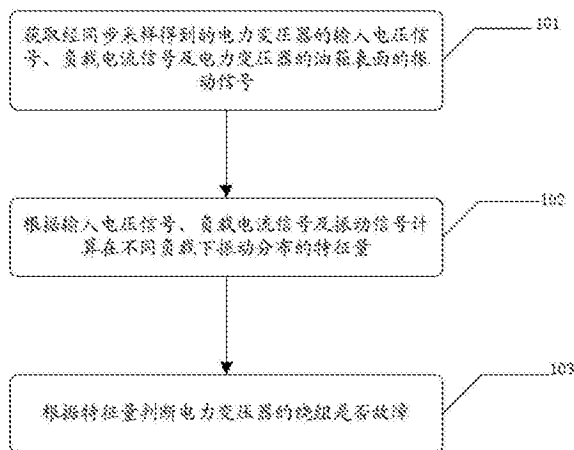 获取经同步采样得到的电力变压器的输入电压信
号、负载电流信号及电力变压器的油箱表面的振
动信号
101
根据输入电压信号、负载电流信号及振动信号计
算在不同负载下振动分布的特征量
102
根据特征量判断电力变压器的绕组是否故障
103